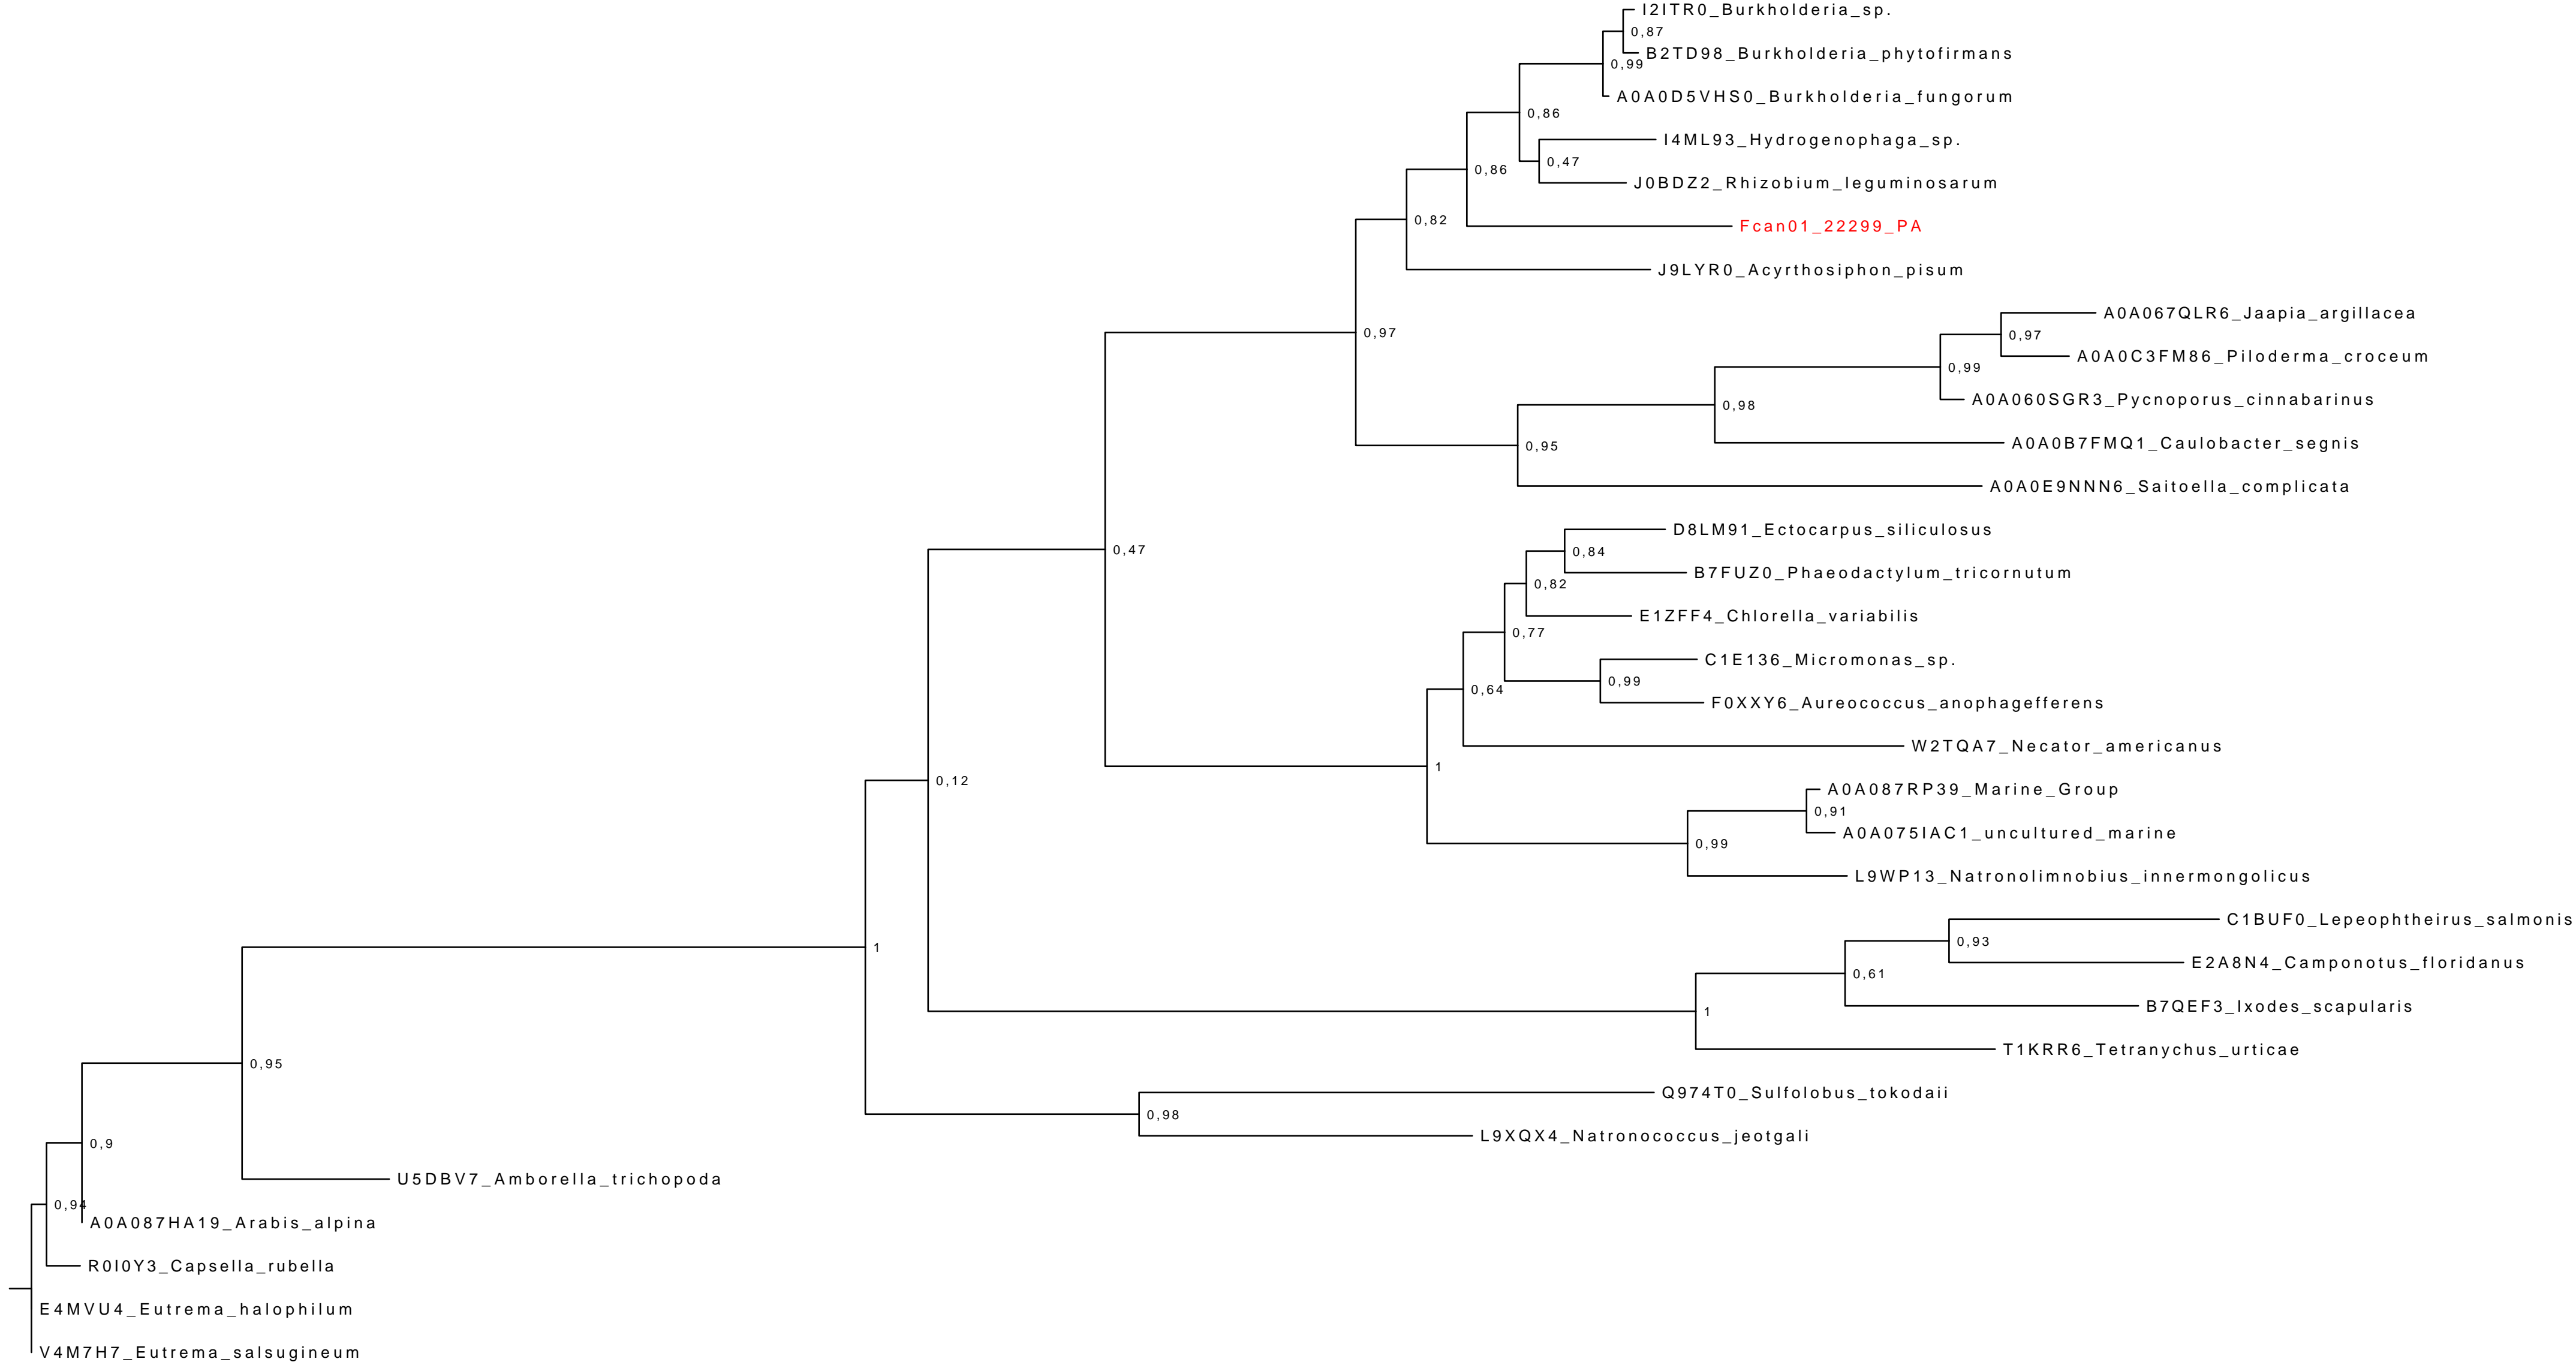 I2ITR0_Burkholderia_sp.
0,87
B2TD98_Burkholderia_phytofirmans
0,99
A0A0D5VHS0_Burkholderia_fungorum
0,86
I4ML93_Hydrogenophaga_sp.
0,47
0,86
J0BDZ2_Rhizobium_leguminosarum
0,82
Fcan01_22299_PA
J9LYR0_Acyrthosiphon_pisum
A0A067QLR6_Jaapia_argillacea
0,97
0,97
A0A0C3FM86_Piloderma_croceum
0,99
A0A060SGR3_Pycnoporus_cinnabarinus
0,98
A0A0B7FMQ1_Caulobacter_segnis
0,95
A0A0E9NNN6_Saitoella_complicata
D8LM91_Ectocarpus_siliculosus
0,47
0,84
B7FUZ0_Phaeodactylum_tricornutum
0,82
E1ZFF4_Chlorella_variabilis
0,77
C1E136_Micromonas_sp.
0,99
0,64
F0XXY6_Aureococcus_anophagefferens
W2TQA7_Necator_americanus
1
0,12
A0A087RP39_Marine_Group
0,91
A0A075IAC1_uncultured_marine
0,99
L9WP13_Natronolimnobius_innermongolicus
C1BUF0_Lepeophtheirus_salmonis
0,93
1
E2A8N4_Camponotus_floridanus
0,61
B7QEF3_Ixodes_scapularis
1
T1KRR6_Tetranychus_urticae
0,95
Q974T0_Sulfolobus_tokodaii
0,98
L9XQX4_Natronococcus_jeotgali
0,9
U5DBV7_Amborella_trichopoda
0,94
A0A087HA19_Arabis_alpina
R0I0Y3_Capsella_rubella
E4MVU4_Eutrema_halophilum
V4M7H7_Eutrema_salsugineum